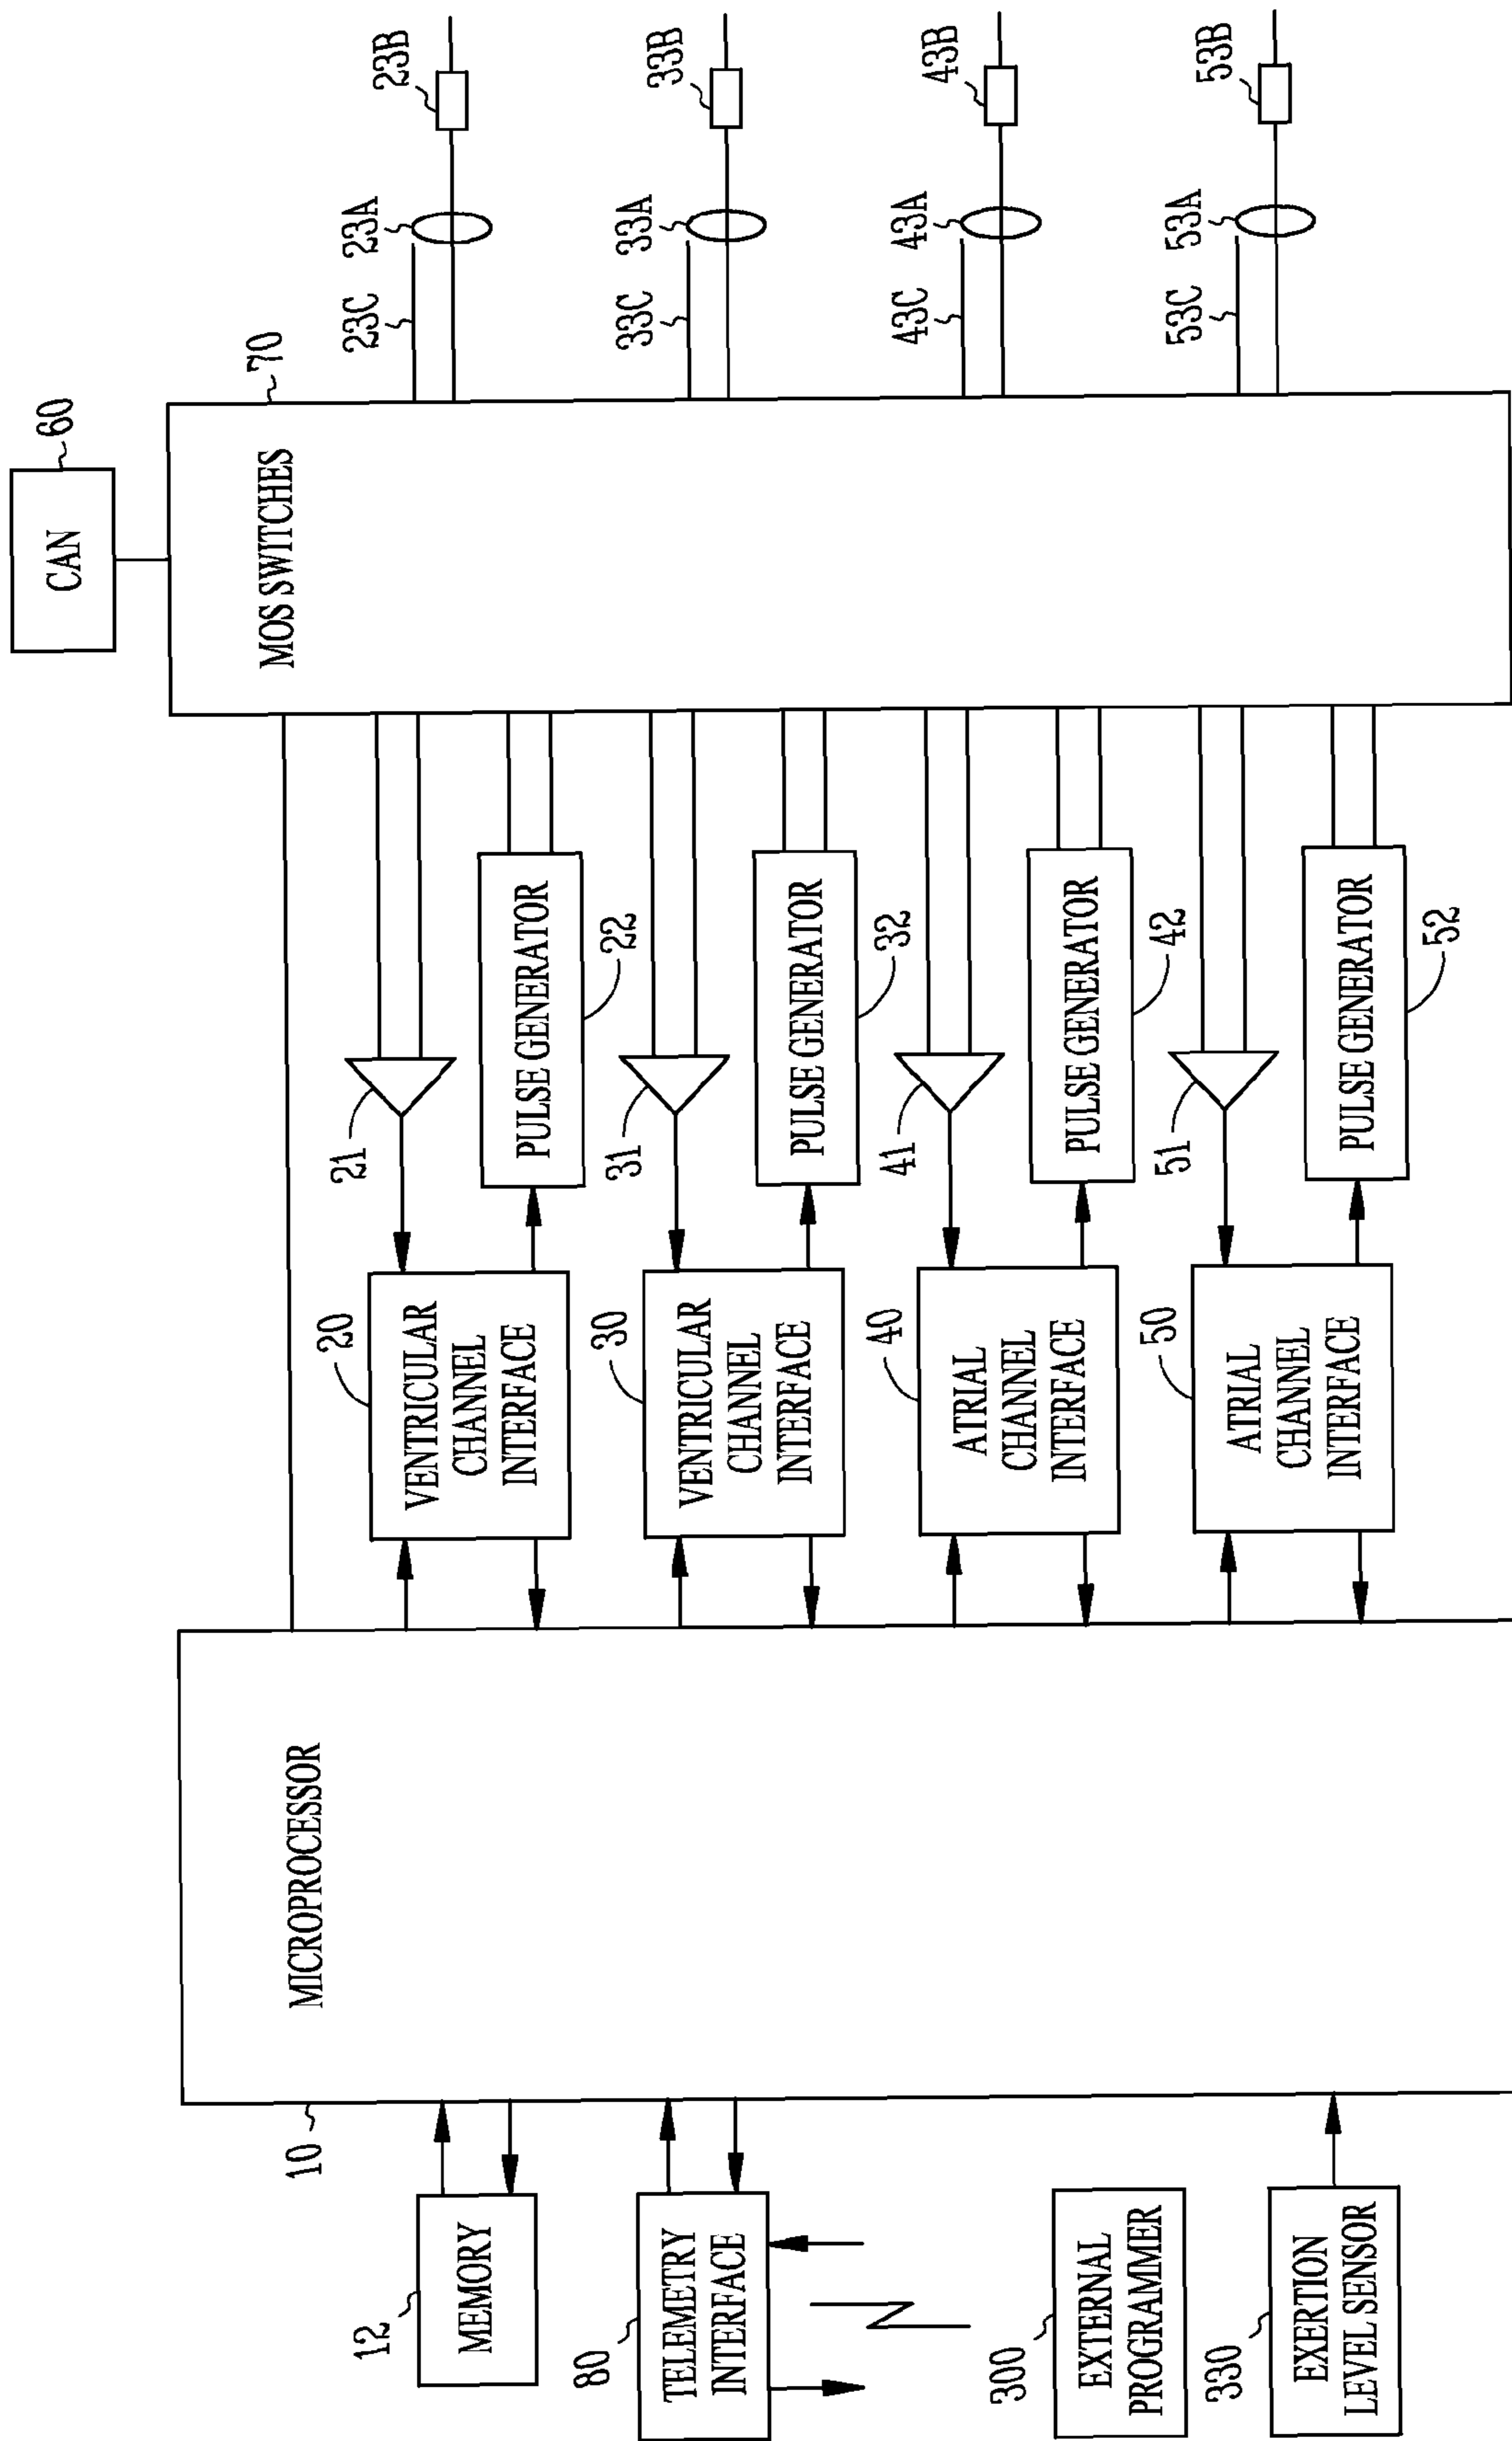 CAN
60
MOS SWITCHES
70
23C
23A
23B
33C
33A
33B
43C
43A
43B
53C
53A
53B
21
PULSE GENERATOR
22
31
PULSE GENERATOR
32
41
PULSE GENERATOR
42
51
PULSE GENERATOR
52
20
VENTRICULAR
CHANNEL
INTERFACE
30
VENTRICULAR
CHANNEL
INTERFACE
40
ATRIAL
CHANNEL
INTERFACE
50
ATRIAL
CHANNEL
INTERFACE
MICROPROCESSOR
10
12
MEMORY
80
TELEMETRY
INTERFACE
300
EXTERNAL
PROGRAMMER
330
EXERTION
LEVEL SENSOR